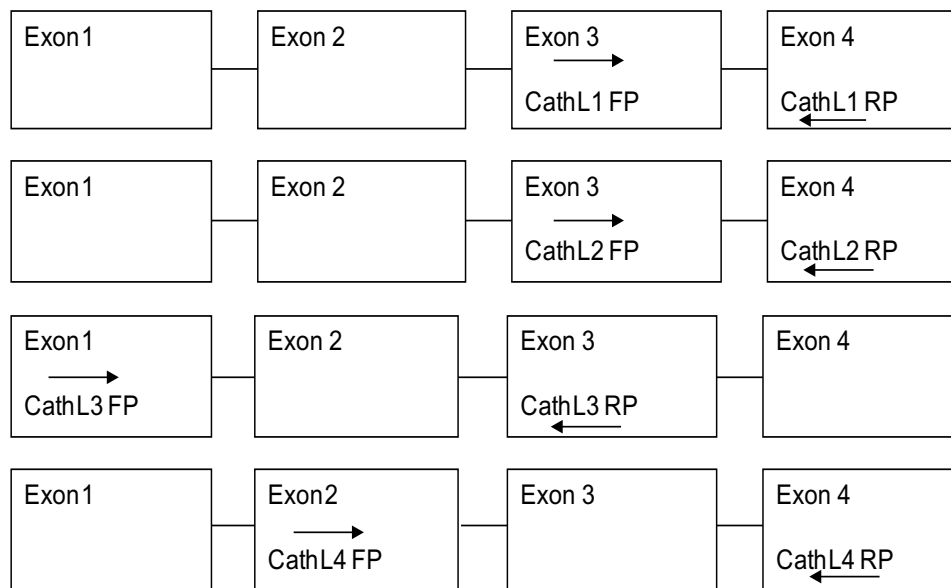 Exon1 Exon 2 Exon 3 Exon 4
CathL1 FP CathL1 RP
Exon1 Exon 2 Exon 3 Exon 4
CathL2 FP CathL2 RP
Exon1 Exon 2 Exon 3 Exon 4
CathL3 FP CathL3 RP
Exon1 Exon2 Exon 3 Exon 4
CathL4 FP CathL4 RP